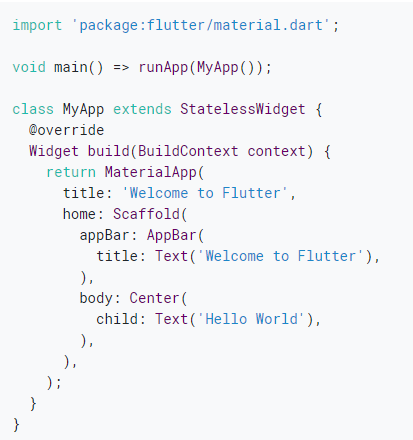 import 'package:flutter/material.dart';

void main() => runApp(MyApp());

class MyApp extends StatelessWidget {
  @override
  Widget build(BuildContext context) {
    return MaterialApp(
      title: 'Welcome to Flutter',
      home: Scaffold(
        appBar: AppBar(
          title: Text('Welcome to Flutter'),
        ),
        body: Center(
          child: Text('Hello World'),
        ),
      ),
    );
  }
}